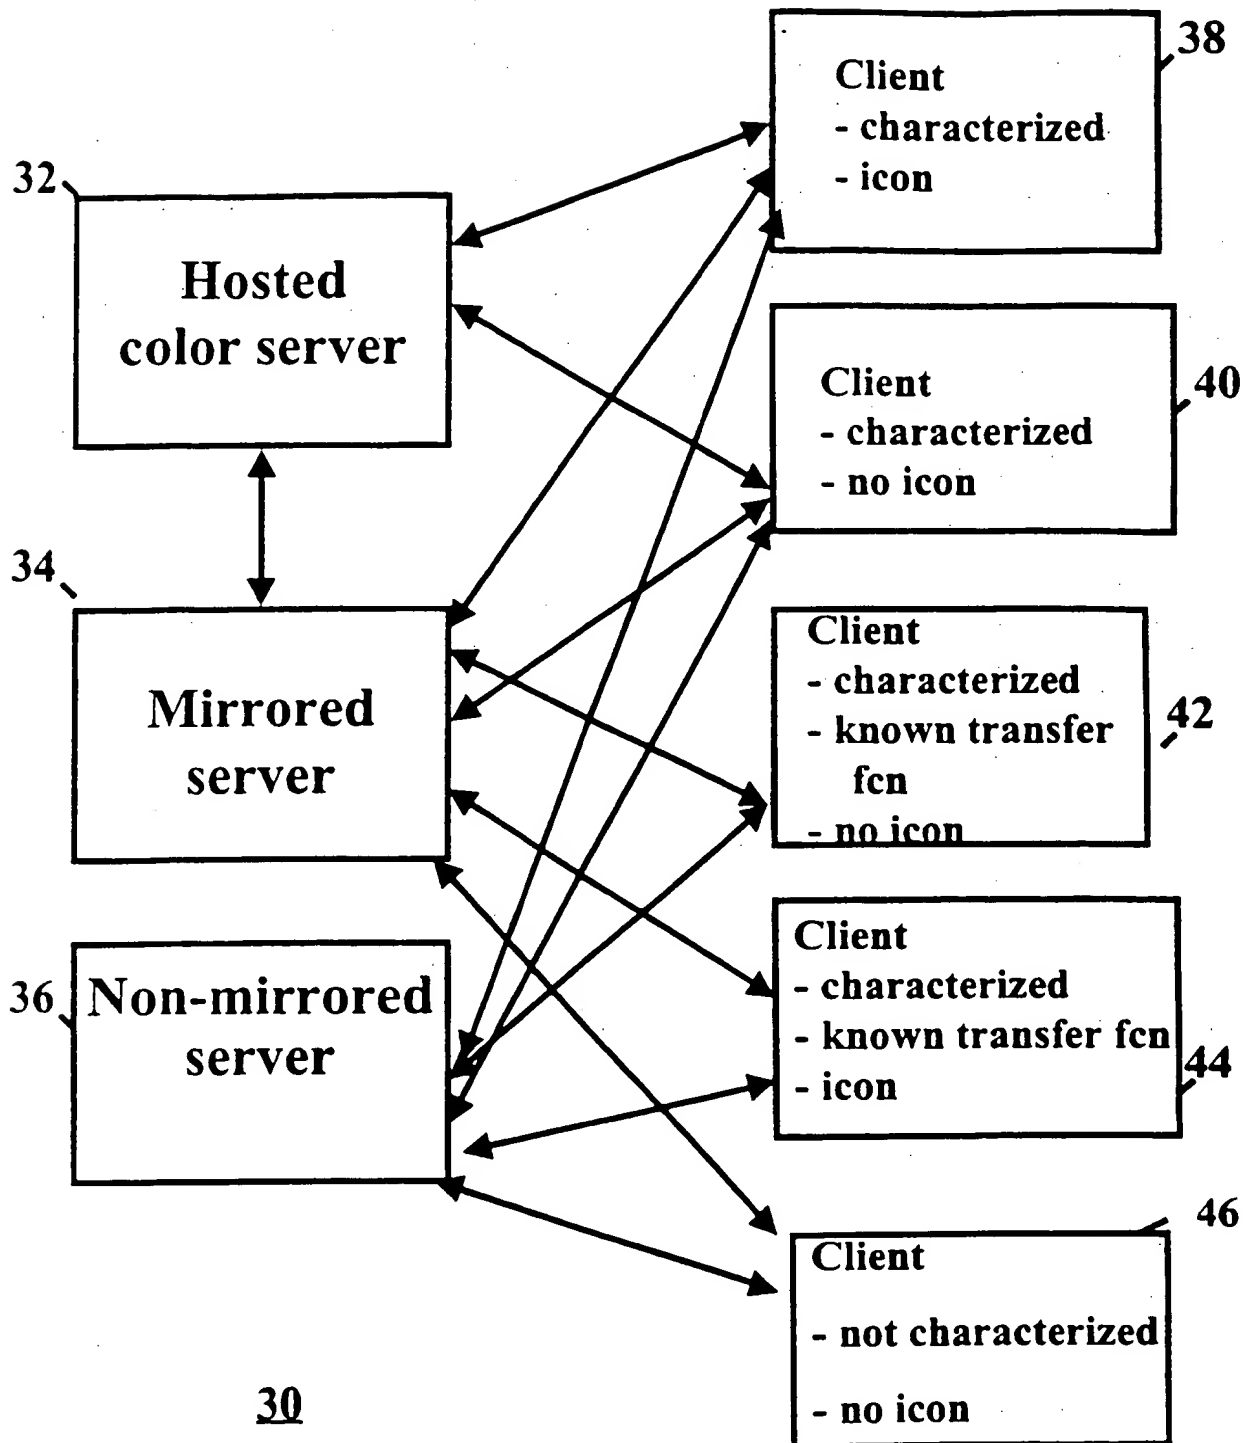 38
Client
- characterized
- icon
32
Hosted
color server
40
Client
- characterized
- no icon
34
Mirrored
server
42
Client
- characterized
- known transfer
fcn
- no icon
36
Non-mirrored
server
44
Client
- characterized
- known transfer fcn
- icon
46
Client
- not characterized
- no icon
30